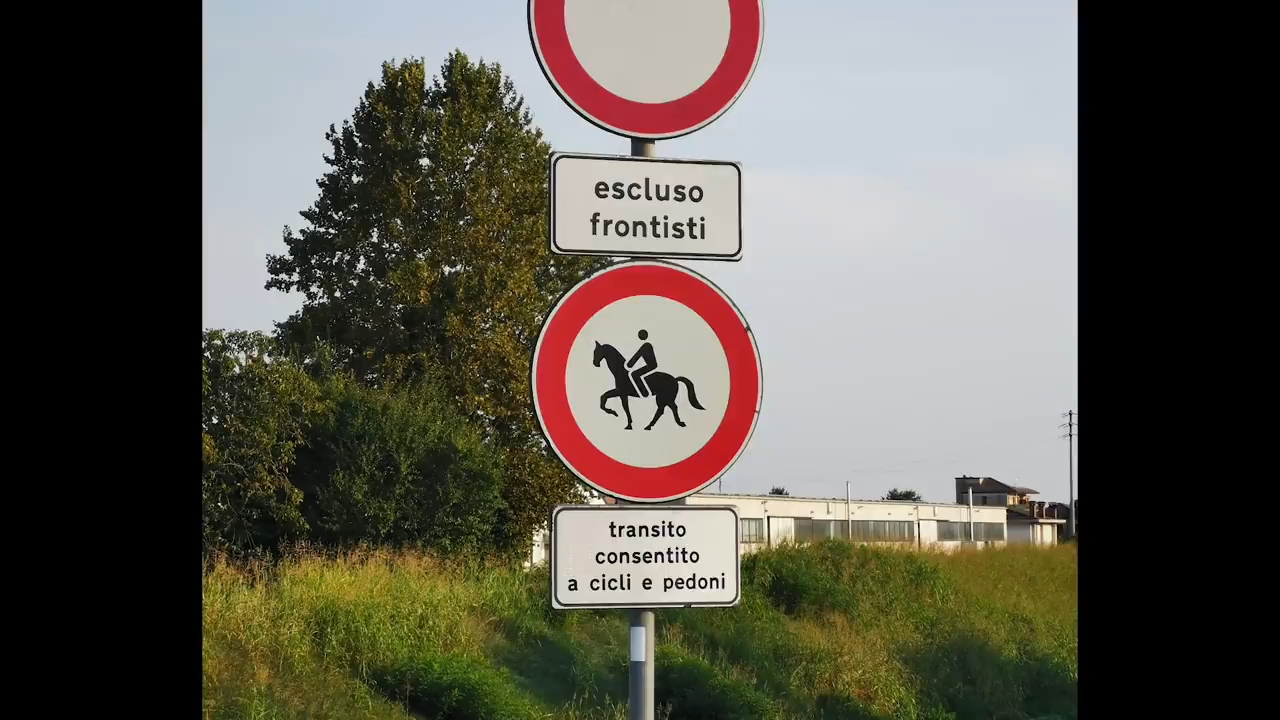 escluso
frontisti
transito
consentito
a cicli e pedoni